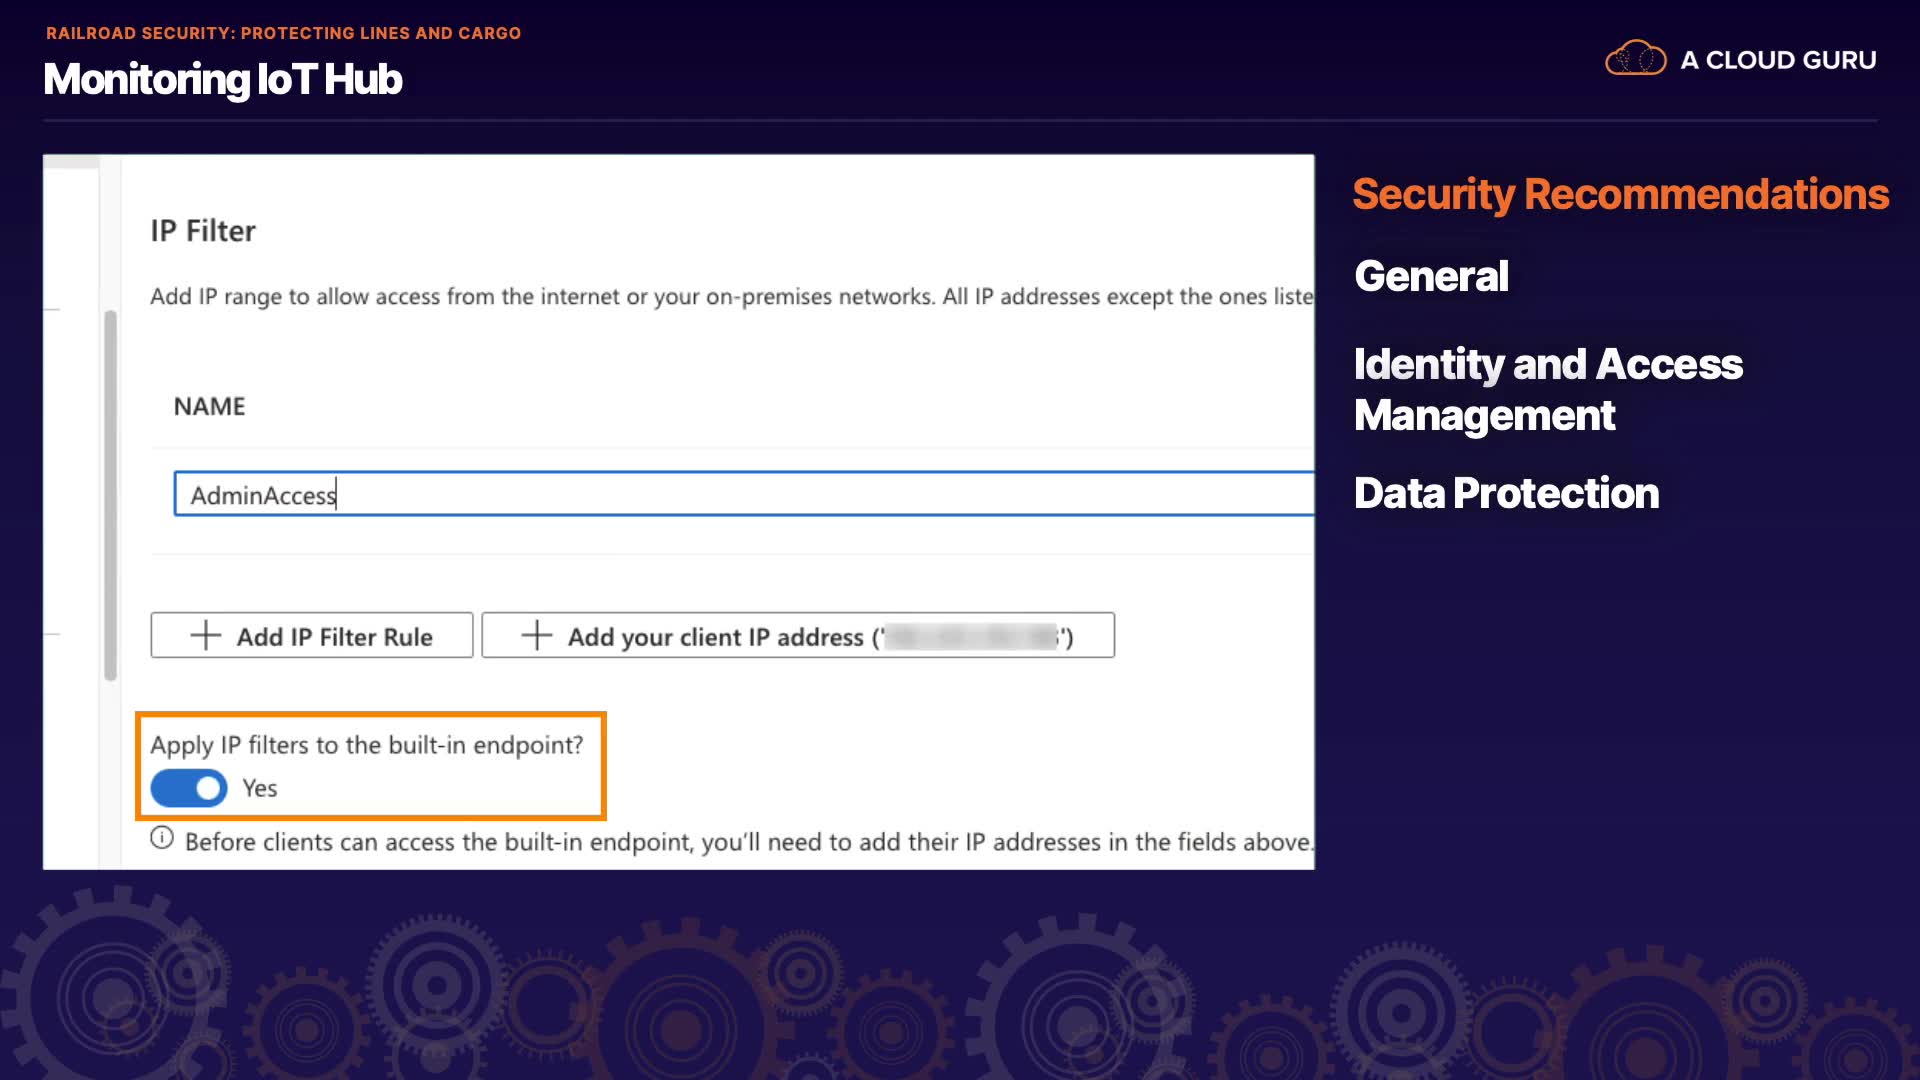 RAILROAD SECURITY: PROTECTING LINES AND CARGO
Monitoring IoT Hub
A CLOUD GURU
IP Filter
Add IP range to allow access from the internet or your on-premises networks. All IP addresses except the ones liste
NAME
AdminAccess
Add IP Filter Rule
Add your client IP address (' ')
Apply IP filters to the built-in endpoint?
Yes
Before clients can access the built-in endpoint, you'll need to add their IP addresses in the fields above.
Security Recommendations
General
Identity and Access
Management
Data Protection